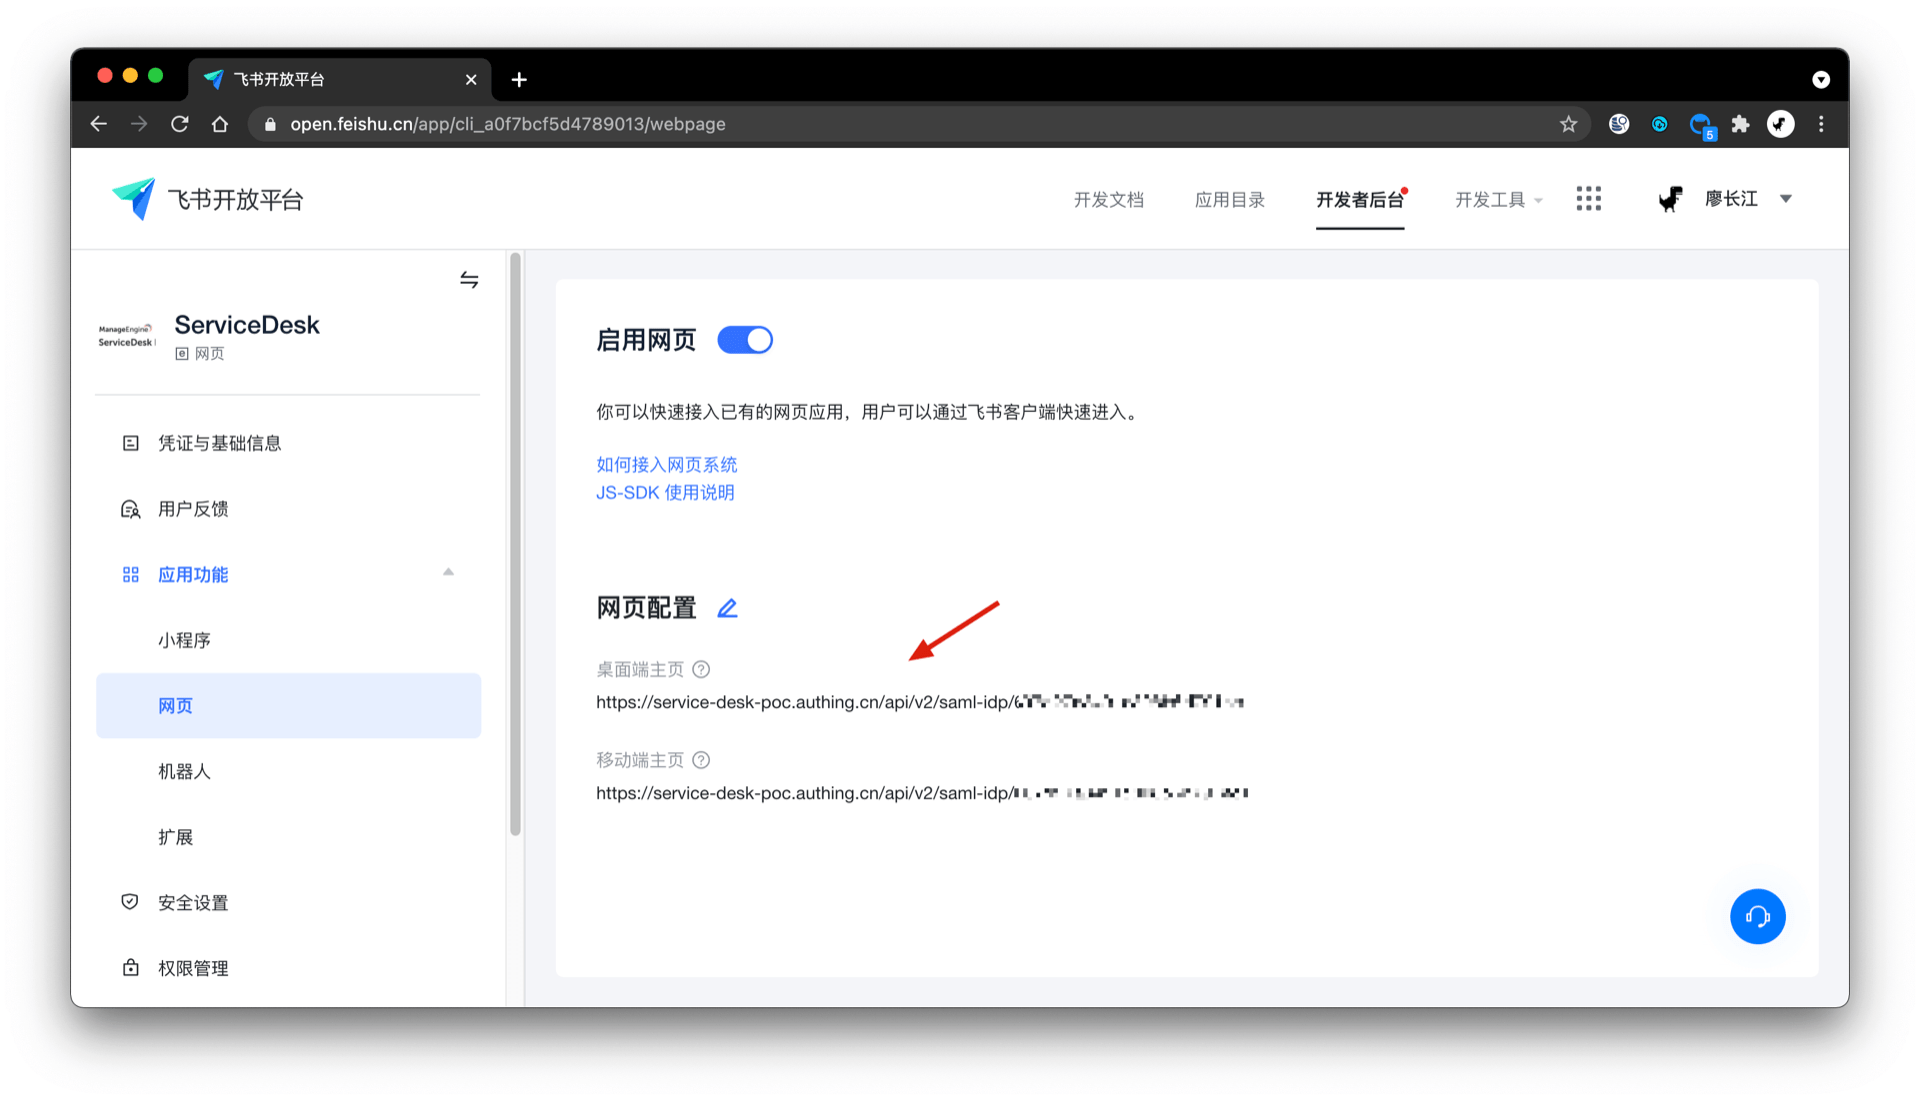 飞书开放平台
open.feishu.cn/app/cli_a0f7bcf5d4789013/webpage
5
飞书开放平台
开发文档
应用目录
开发者后台
开发工具
廖长江
ManageEngine
ServiceDesk
ServiceDesk
网页
凭证与基础信息
用户反馈
应用功能
小程序
网页
机器人
扩展
安全设置
权限管理
启用网页
你可以快速接入已有的网页应用，用户可以通过飞书客户端快速进入。
如何接入网页系统
JS-SDK 使用说明
网页配置
桌面端主页
https://service-desk-poc.authing.cn/api/v2/saml-idp/
移动端主页
https://service-desk-poc.authing.cn/api/v2/saml-idp/